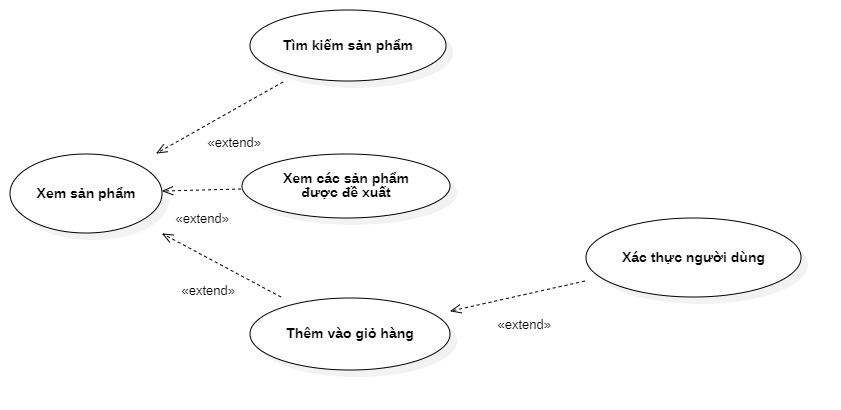 Tìm kiếm sản phẩm
«extend»
Xem sản phẩm
Xem các sản phẩm
được đề xuất
«extend»
Xác thực người dùng
«extend»
Thêm vào giỏ hàng
«extend»